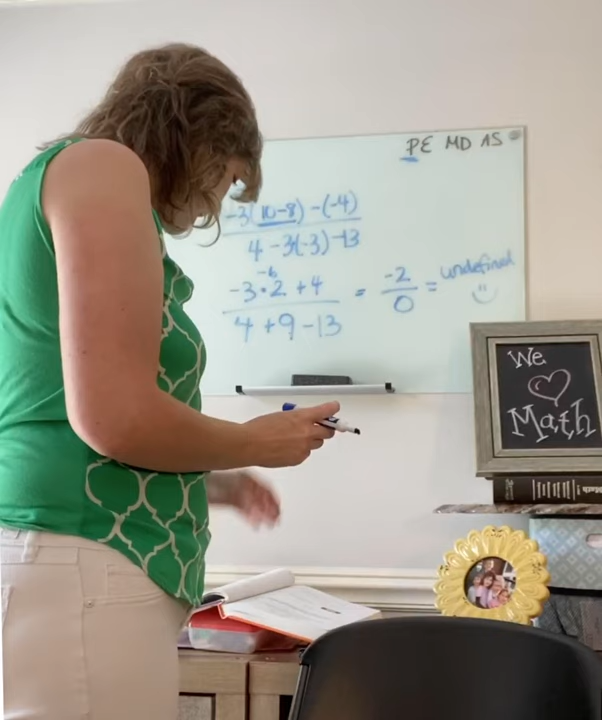 PE MD AS
-3(10-8)-(-4)
4-3(-3)-13
-6
-3·2+4 = -2 = undefined
4+9-13 0
We
Math
Math